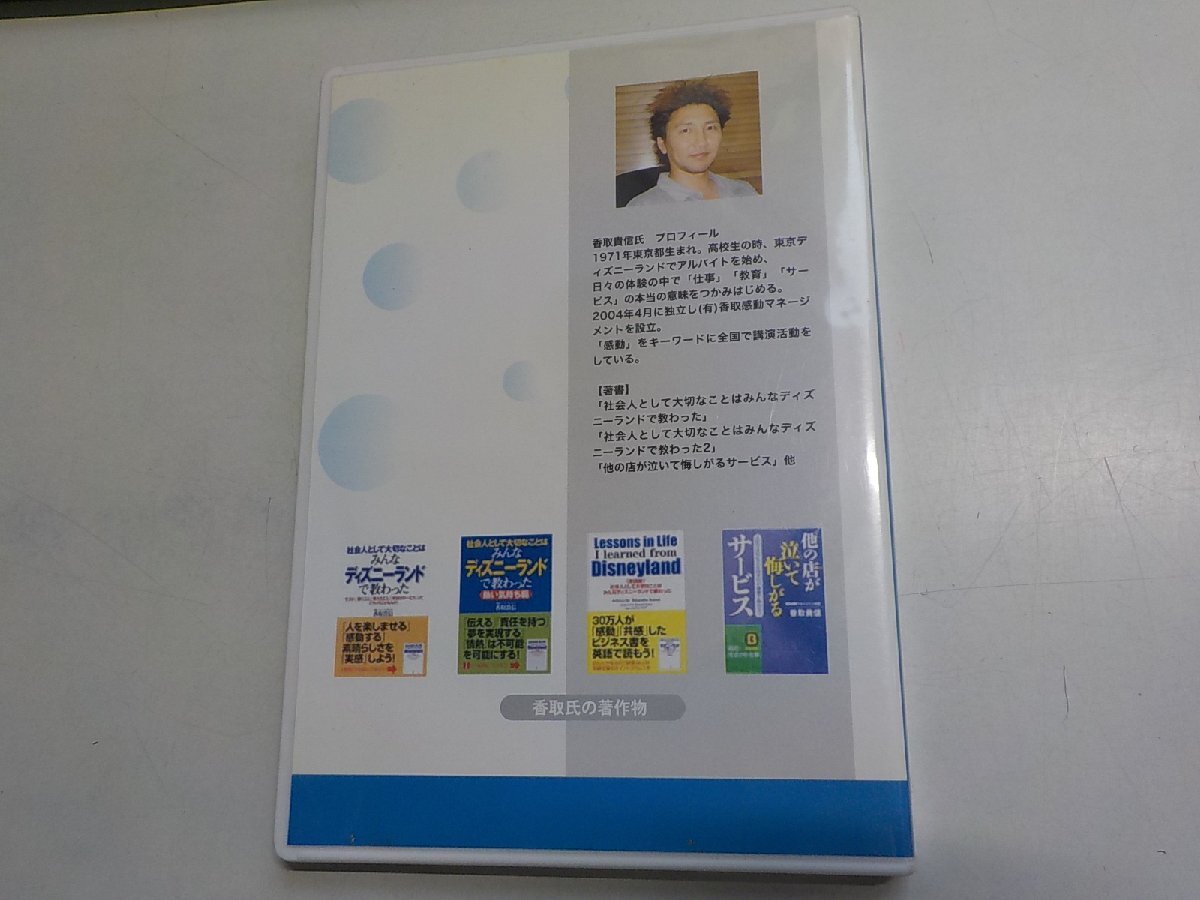 香取貴信氏 プロフィール
1971年東京都生まれ。高校生の時、東京デ
ィズニーランドでアルバイトを始め、
日々の体験の中で「仕事」「教育」「サー
ビス」の本当の意味をつかみはじめる。
2004年4月に独立し(有)香取感動マネージ
メントを設立。
「感動」をキーワードに全国で講演活動を
している。
【著書】
「社会人として大切なことはみんなディズ
ニーランドで教わった」
「社会人として大切なことはみんなディズ
ニーランドで教わった2」
「他の店が泣いて悔しがるサービス」他
社会人として大切なことは
みんな
ディズニーランド
で教わった
香取貴信
「人を楽しませる」
「感動する」
素晴らしさを
「実感」しよう!
社会人として大切なことは
みんな
ディズニーランド
で教わった
熱い気持ち編
香取貴信
伝える 責任を持つ
夢を実現する
「情熱」は不可能
を可能にする!
Lessons in Life
I learned from
Disneyland
30万人が
「感動」「共感」した
ビジネス書を
英語で読もう!
他の店が
泣いて
悔しがる
サービス
香取貴信
香取氏の著作物